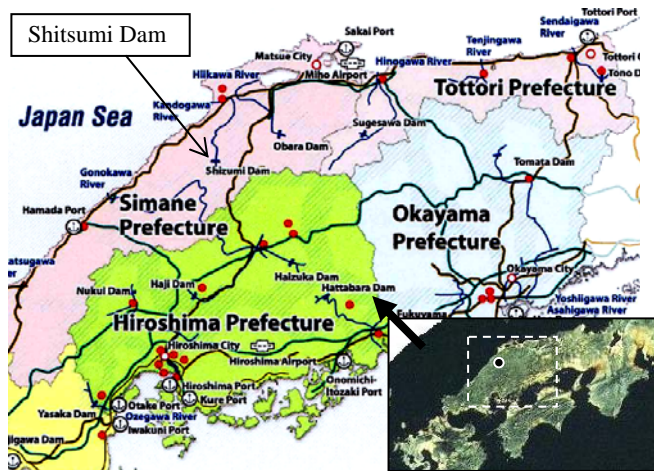 Shitsumi Dam
Tottori Port
Sakai Port
Sendaigawa
River
Matsue City
Tenjingawa
River
Tottori C
Hiikawa River
Miho Airport
Hinogawa River
Tono D
Kandogawa
River
Tottori Prefecture
Japan Sea
Sugesawa Dam
Obara Dam
Shizumi Dam
Tomata Dam
Gonokawa
River
Simane
Prefecture
Hamada Port
Okayama
Prefecture
atsugawa
River
Okayama City
Haizuka Dam
Haji Dam
Nukui Dam
Hattabara Dam
Fukuyama
Yoshiigawa River
Asahigawa River
Hiroshima Prefecture
Hiroshima City
Hiroshima Airport
Onomichi-
Itozaki Port
Hiroshima Port
Kure Port
Yasaka Dam
Otake Port
Ozegawa River
Iwakuni Port
jigawa Dam